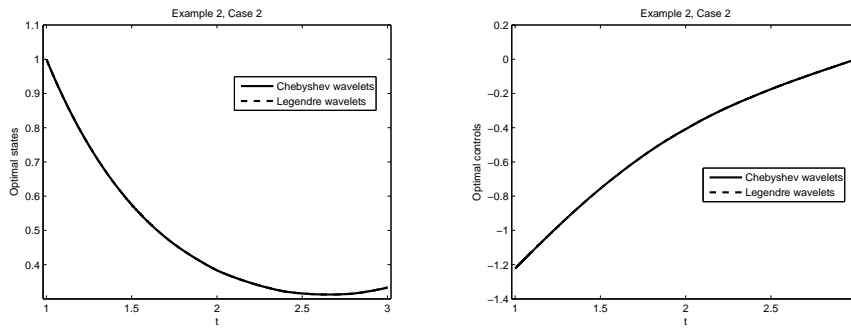 Example 2, Case 2
1.1
1
0.9
0.8
0.7
0.6
0.5
0.4
Optimal states
Chebyshev wavelets
Legendre wavelets
1
1.5
2
2.5
3
t
Example 2, Case 2
0.2
0
−0.2
−0.4
−0.6
−0.8
−1
−1.2
−1.4
Optimal controls
Chebyshev wavelets
Legendre wavelets
1
1.5
2
2.5
t